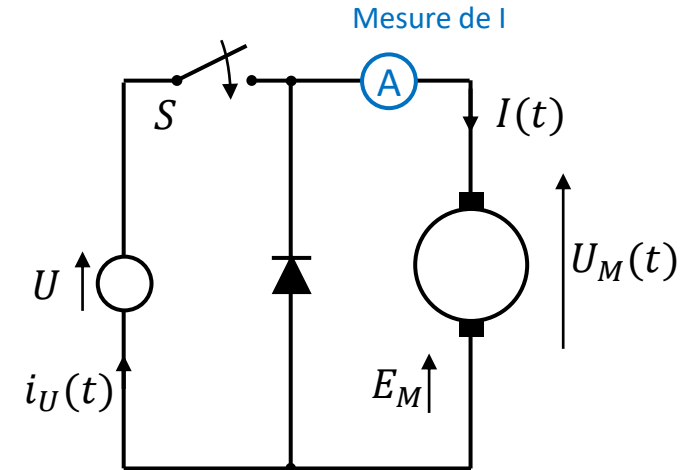 Mesure de I
A
S
I(t)
U
U_M(t)
i_U(t)
E_M